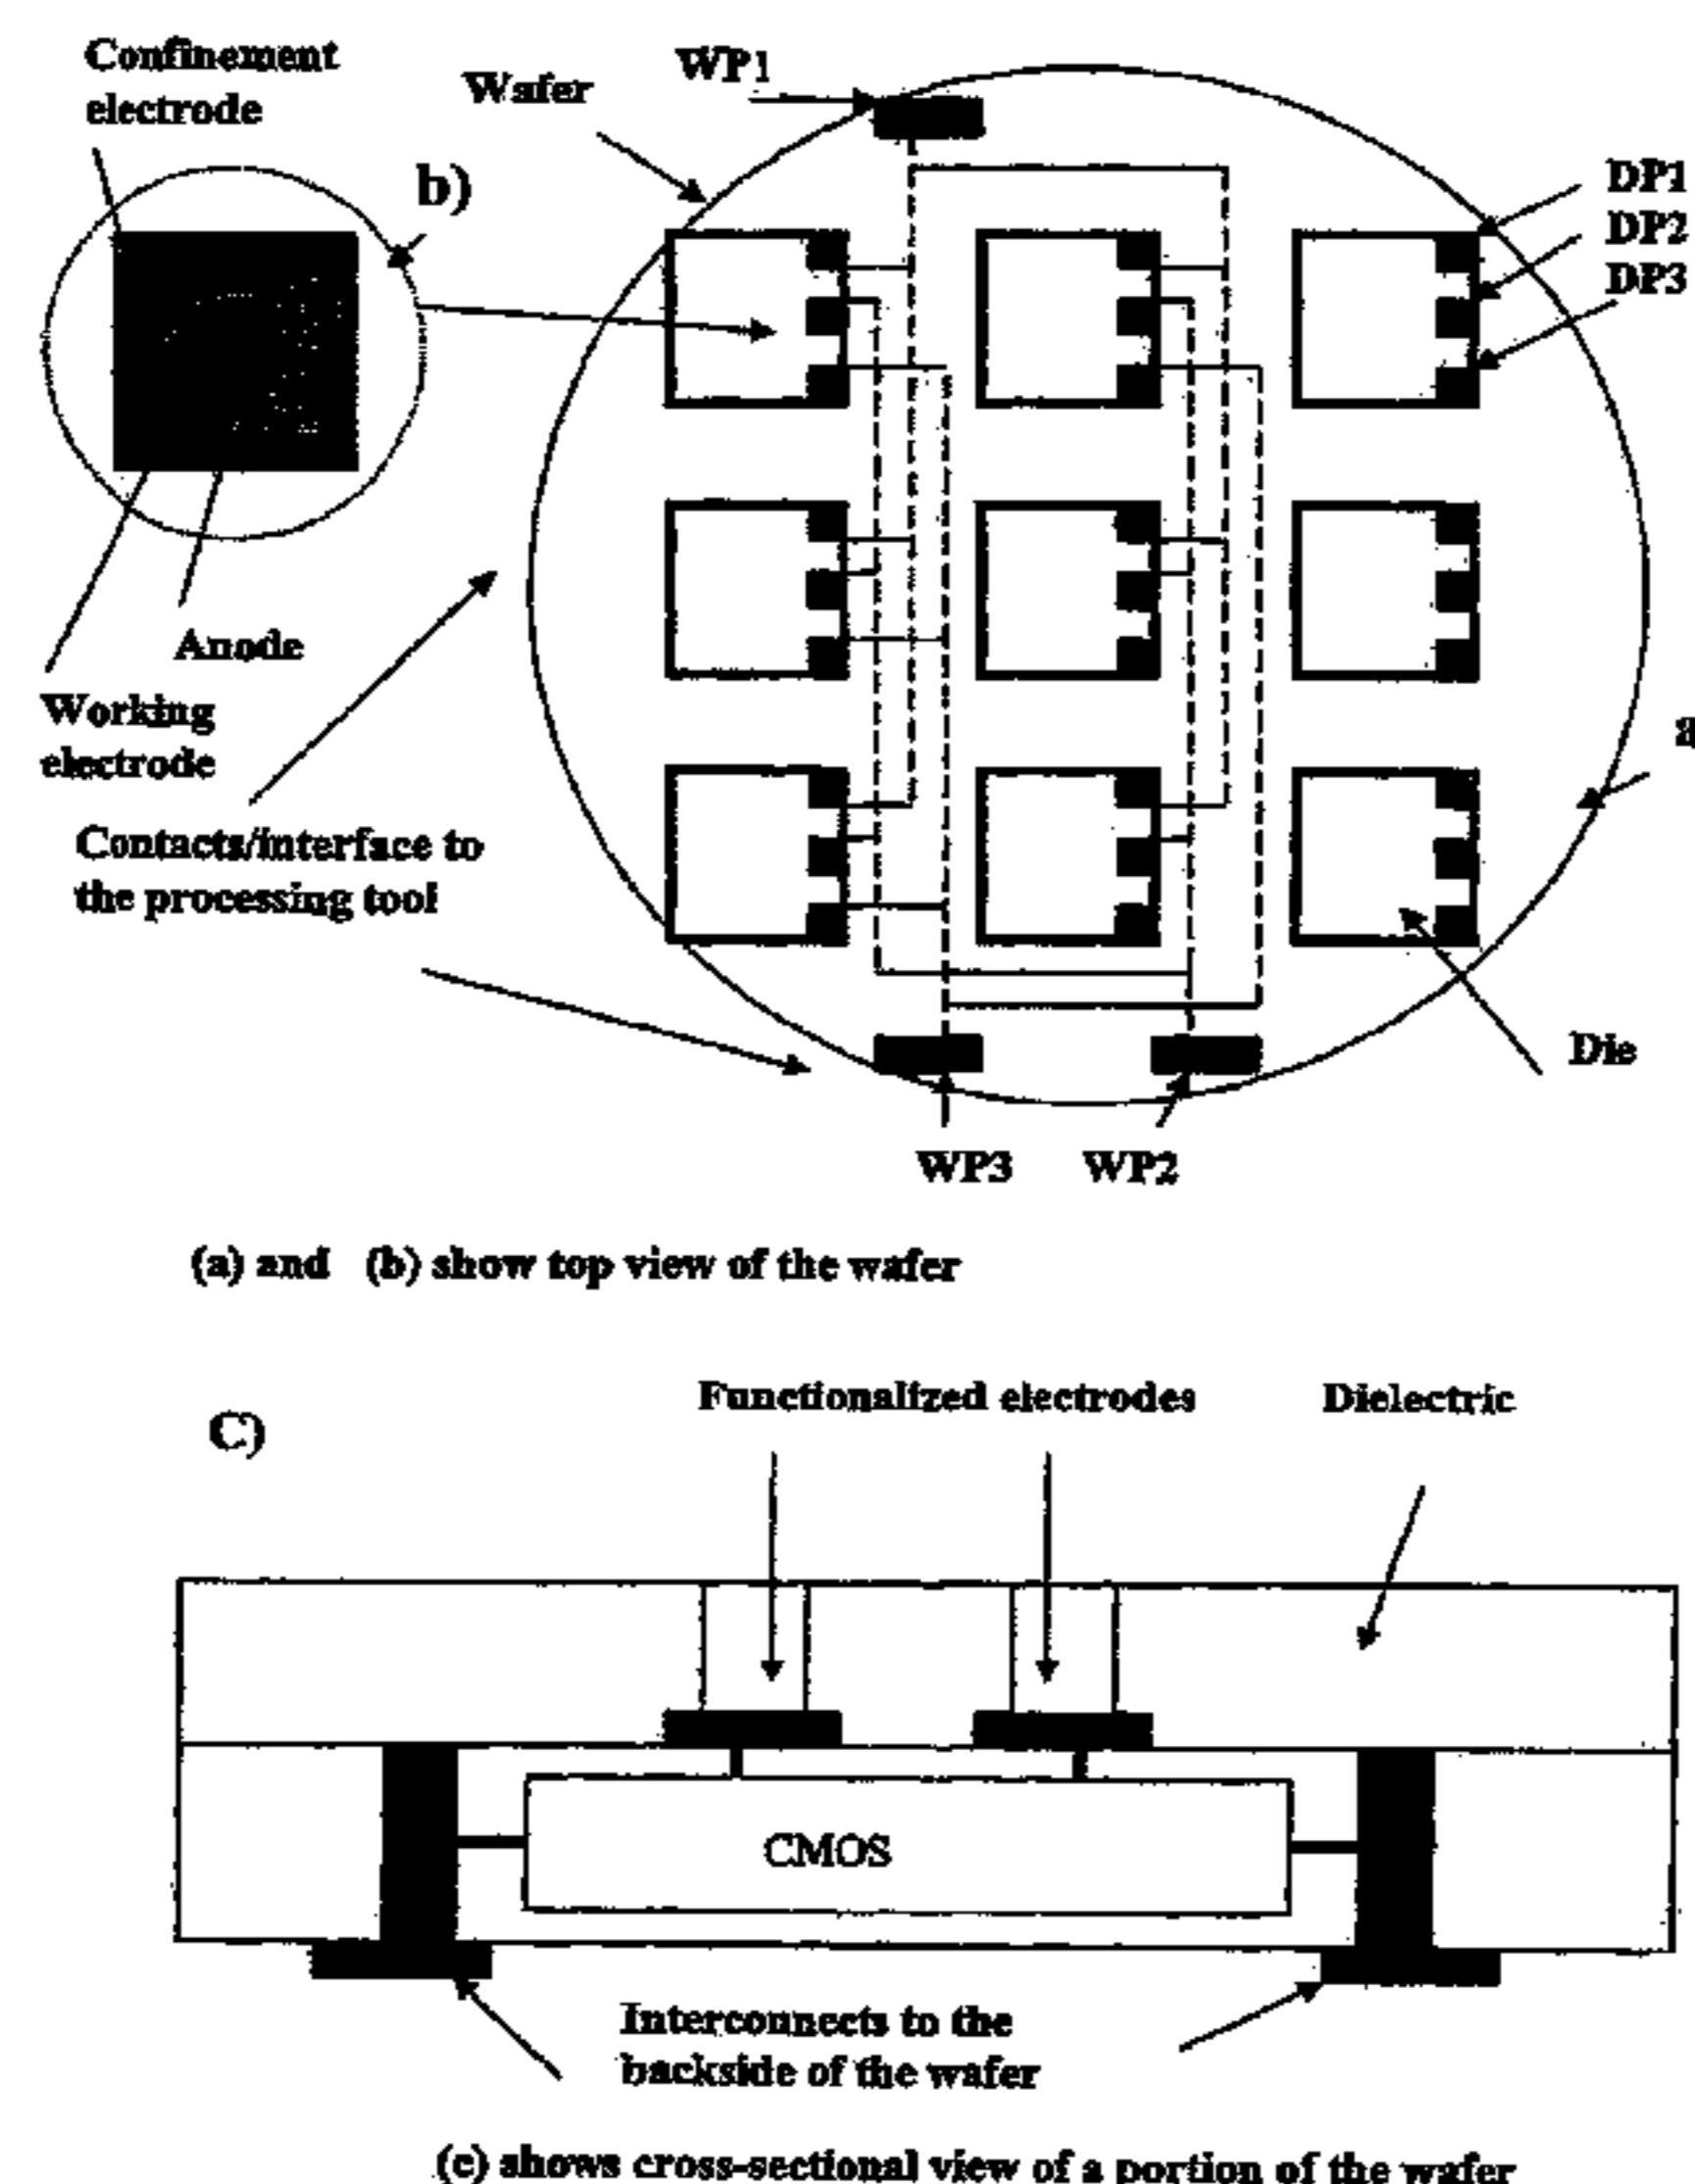 Confinement
electrode
Wafer
WP1
b)
DP1
DP2
DP3
Anode
Working
electrode
a
Contacts/interface to
the processing tool
Die
WP3
WP2
(a) and (b) show top view of the wafer
C)
Functionalized electrodes
Dielectric
CMOS
Interconnects to the
backside of the wafer
(c) shows cross-sectional view of a portion of the wafer